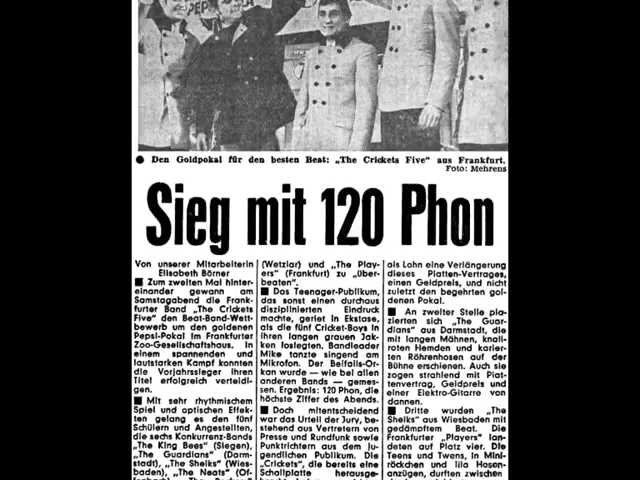 PEPSI
● Den Goldpokal für den besten Beat: „The Crickets Five“ aus Frankfurt.
Foto: Mehrens
Sieg mit 120 Phon
Von unserer Mitarbeiterin
Elisabeth Börner
■ Zum zweiten Mal hinter-
einander gewann am
Samstagabend die Frank-
furter Band „The Crickets
Five“ den Beat-Band-Wett-
bewerb um den goldenen
Pepsi-Pokal im Frankfurter
Zoo-Gesellschaftshaus. In
einem spannenden und
lautstarken Kampf konnten
die Vorjahrssieger ihren
Titel erfolgreich verteidi-
gen.
■ Mit sehr rhythmischem
Spiel und optischen Effek-
ten gelang es den fünf
Schülern und Angestellten,
die sechs Konkurrenz-Bands
„The King Bees“ (Siegen),
„The Guardians“ (Darm-
stadt), „The Sheiks“ (Wies-
baden), „The Neats“ (Of-
(Wetzlar) und „The Play-
ers“ (Frankfurt) zu „über-
beaten“.
■ Das Teenager-Publikum,
das sonst einen durchaus
disziplinierten Eindruck
machte, geriet in Ekstase,
als die fünf Cricket-Boys in
ihren langen grauen Jak-
ken loslegten. Bandleader
Mike tanzte singend am
Mikrofon. Der Beifalls-Or-
kan wurde — wie bei allen
anderen Bands — gemes-
sen. Ergebnis: 120 Phon, die
höchste Ziffer des Abends.
■ Doch mitentscheidend
war das Urteil der Jury, be-
stehend aus Vertretern von
Presse und Rundfunk sowie
Punktrichtern aus dem ju-
gendlichen Publikum. Die
„Crickets“, die bereits eine
Schallplatte herausge-
als Lohn eine Verlängerung
dieses Platten-Vertrages,
einen Geldpreis, und nicht
zuletzt den begehrten gol-
denen Pokal.
■ An zweiter Stelle pla-
zierten sich „The Guar-
dians“ aus Darmstadt, die
mit langen Mähnen, knall-
roten Hemden und karier-
ten Röhrenhosen auf der
Bühne erschienen. Auch sie
zogen strahlend mit Plat-
tenvertrag, Geldpreis und
einer Elektro-Gitarre von
dannen.
■ Dritte wurden „The
Sheiks“ aus Wiesbaden mit
gedämpftem Beat. Die
Frankfurter „Players“ lan-
deten auf Platz vier. Die
Teens und Twens, in Mini-
röckchen und lila Hosen-
anzügen, durften zwischen